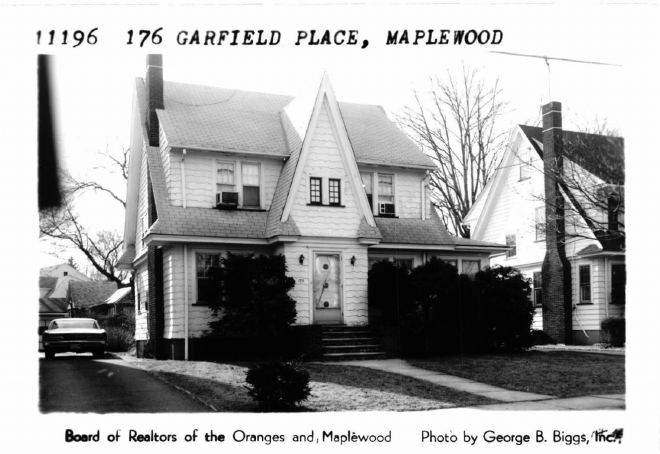 11196 176 GARFIELD PLACE, MAPLEWOOD
Board of Realtors of the Oranges and Maplewood Photo by George B. Biggs, Inc.